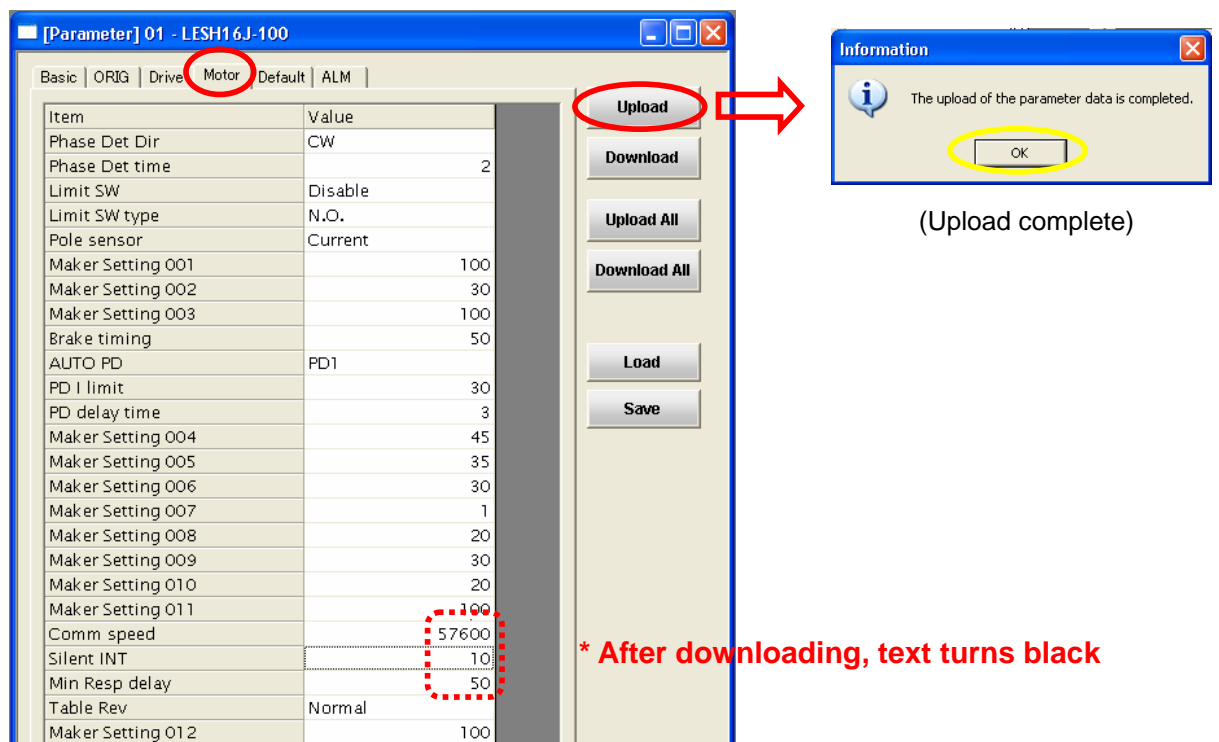 [Parameter] 01 - LESH16J-100
Basic ORIG Drive Motor Default ALM
Item Value
Phase Det Dir CW
Phase Det time 2
Limit SW Disable
Limit SW type N.O.
Pole sensor Current
Maker Setting 001 100
Maker Setting 002 30
Maker Setting 003 100
Brake timing 50
AUTO PD PD1
PD I limit 30
PD delay time 3
Maker Setting 004 45
Maker Setting 005 35
Maker Setting 006 30
Maker Setting 007 1
Maker Setting 008 20
Maker Setting 009 30
Maker Setting 010 20
Maker Setting 011 100
Comm speed 57600
Silent INT 10
Min Resp delay 50
Table Rev Normal
Maker Setting 012 100
Upload
Download
Upload All
Download All
Load
Save
Information
The upload of the parameter data is completed.
OK
(Upload complete)
* After downloading, text turns black